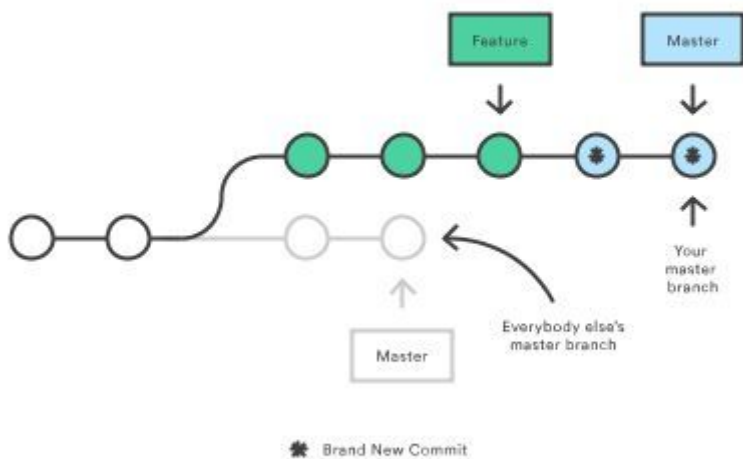 Feature
Master
Your
master
branch
Everybody else's
master branch
Master
Brand New Commit